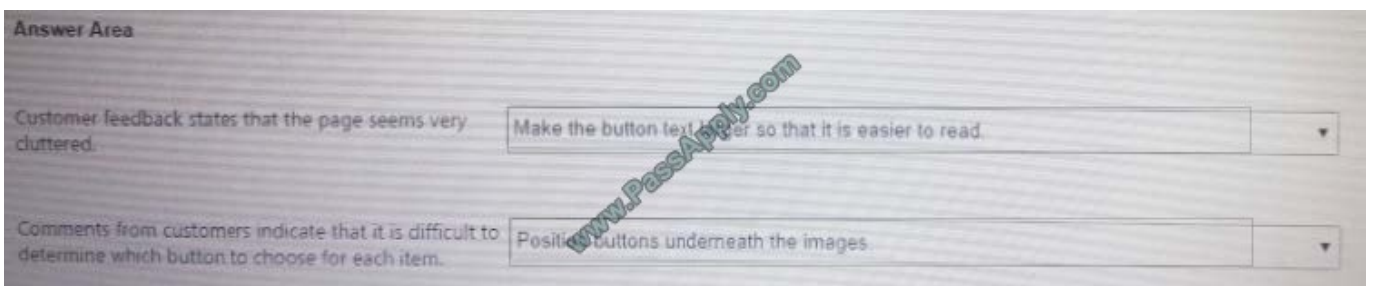 Answer Area
www.PassApply.com
Customer feedback states that the page seems very
cluttered.
Make the button text larger so that it is easier to read.
Comments from customers indicate that it is difficult to
determine which button to choose for each item.
Position buttons underneath the images.